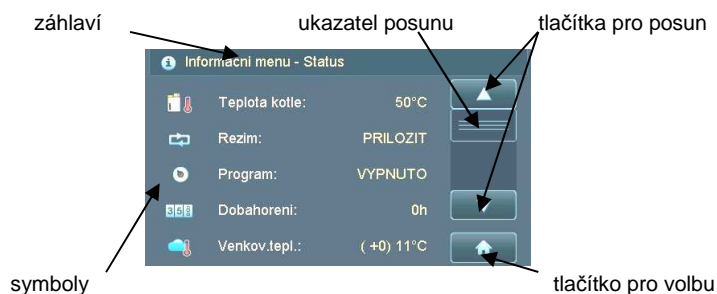 záhlaví ukazatel posunu tlačítka pro posun
Informacni menu - Status
Teplota kotle: 50°C
Rezim: PRILOZIT
Program: VYPNUTO
Dobahoreni: 0h
Venkov.tepl.: ( +0) 11°C
symboly tlačítko pro volbu